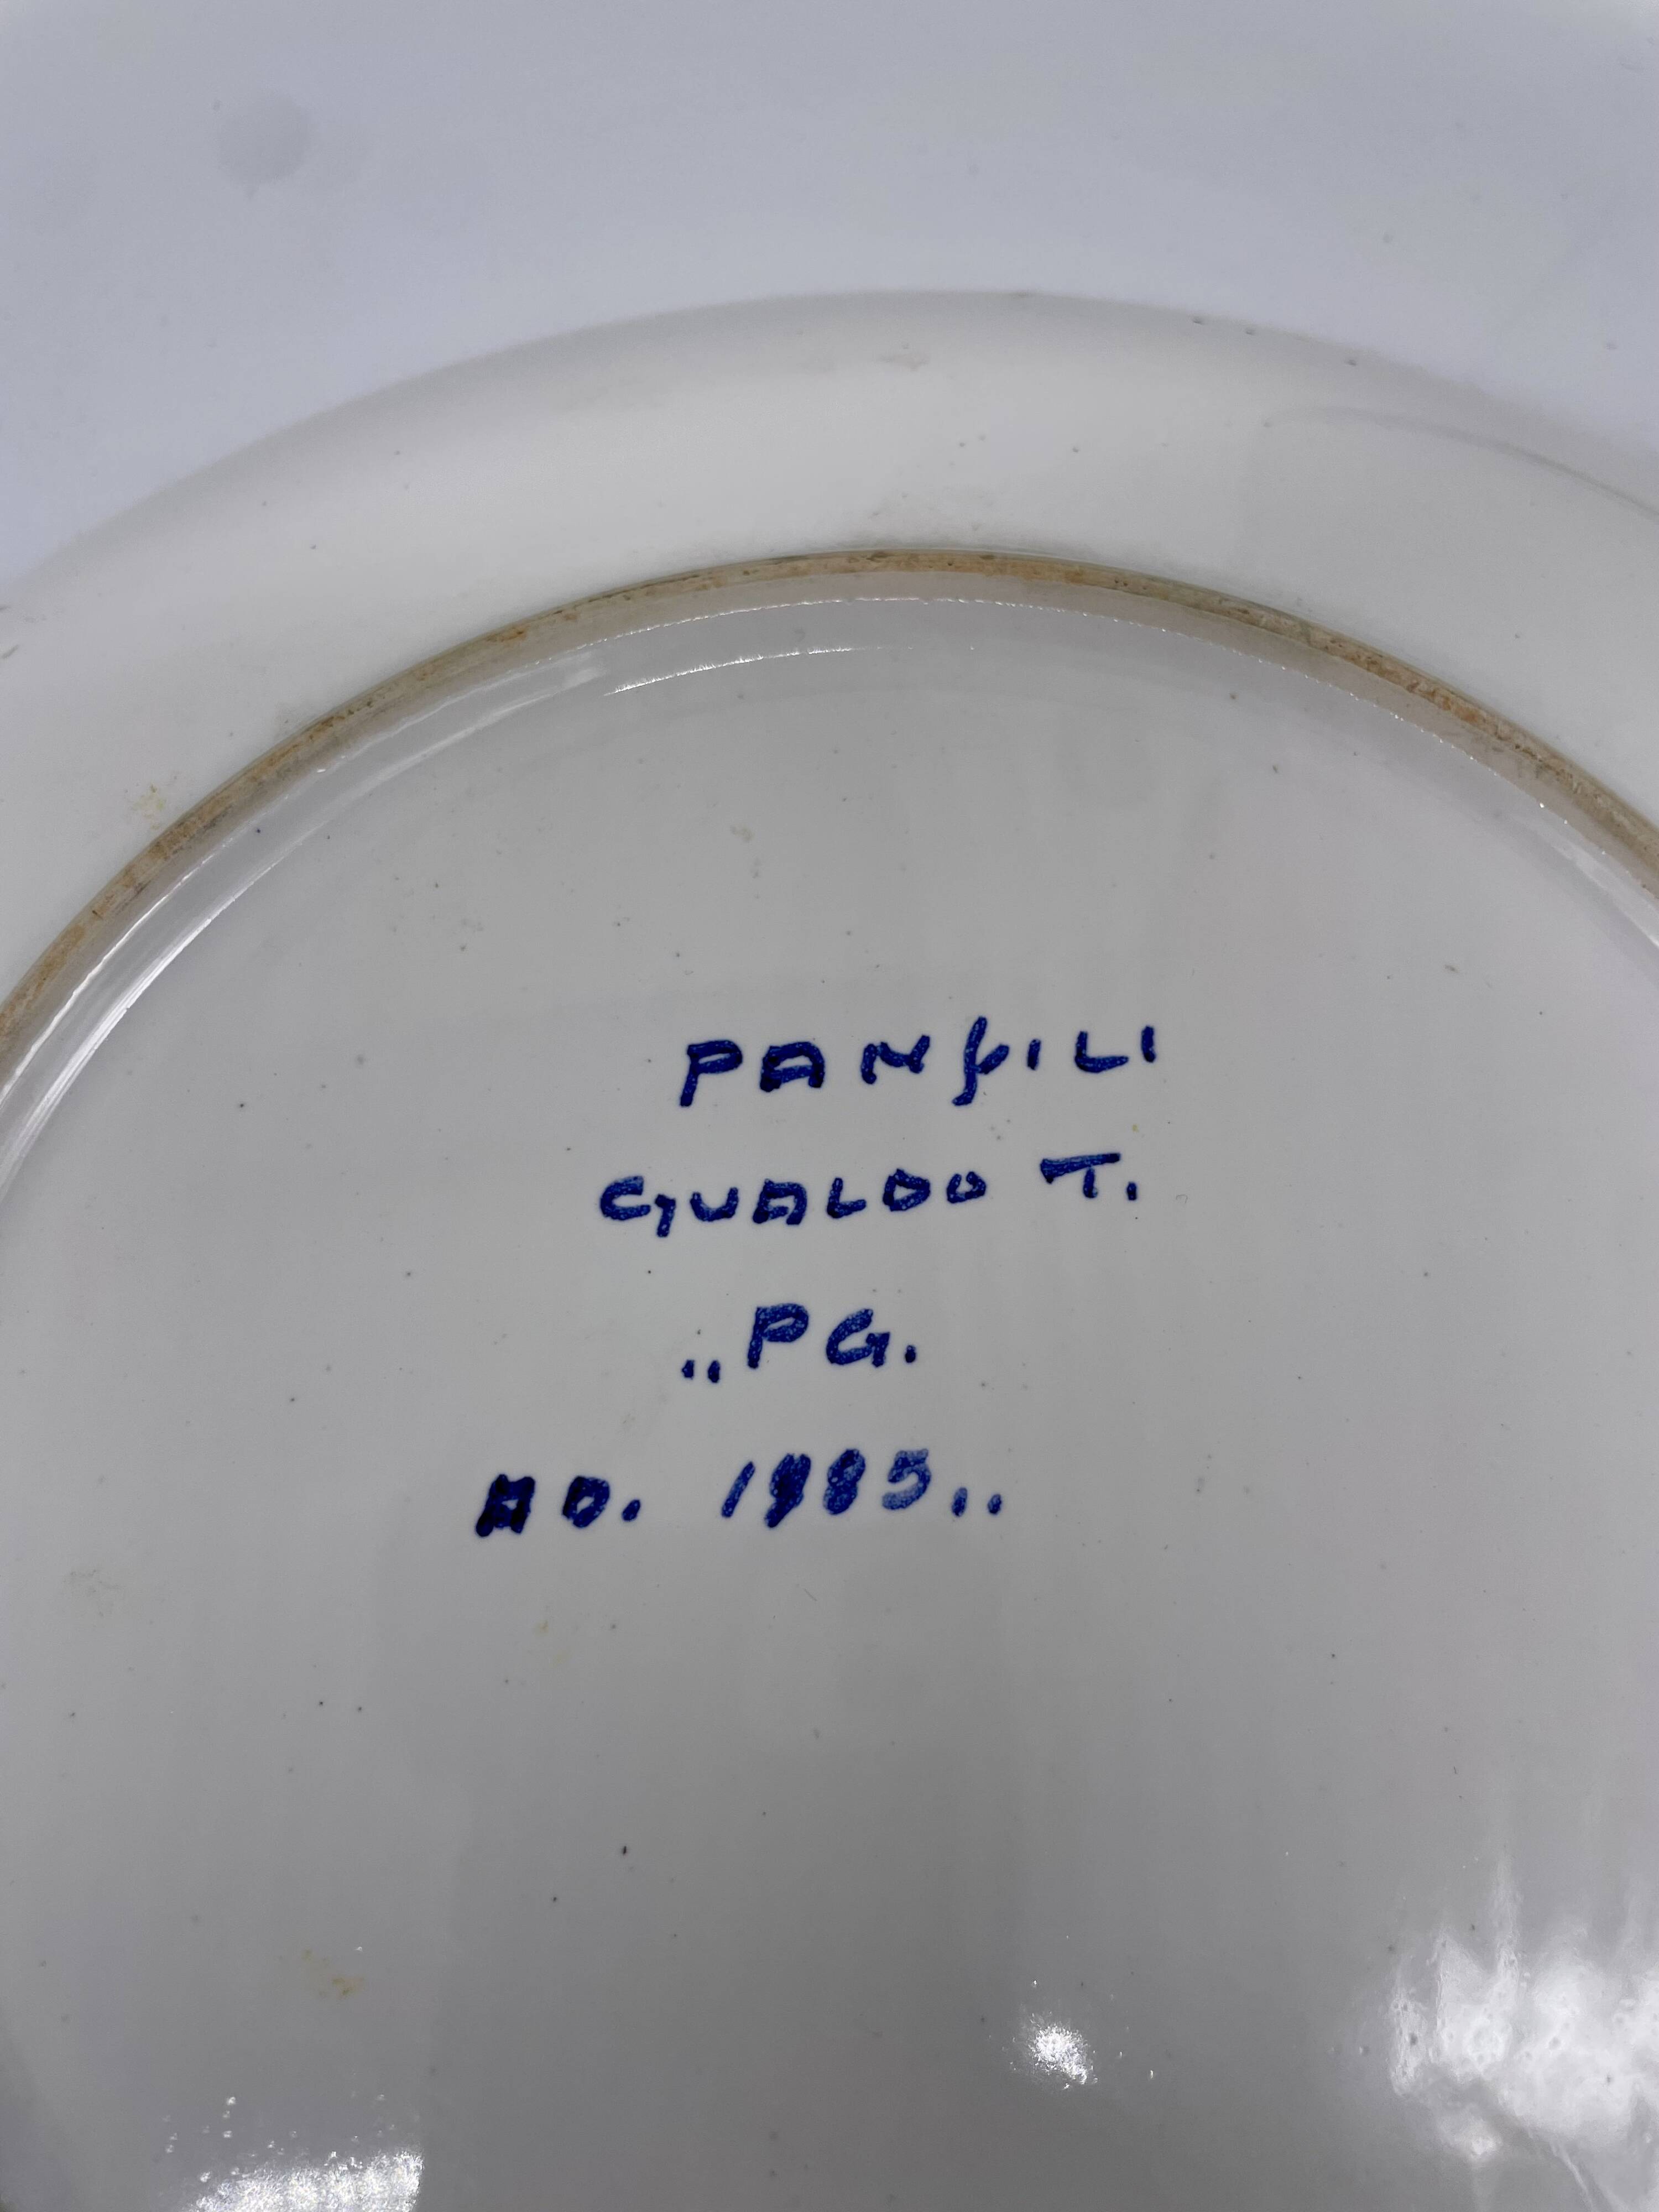 PANfILI
GUALDO T.
..PG.
AD. 1985..